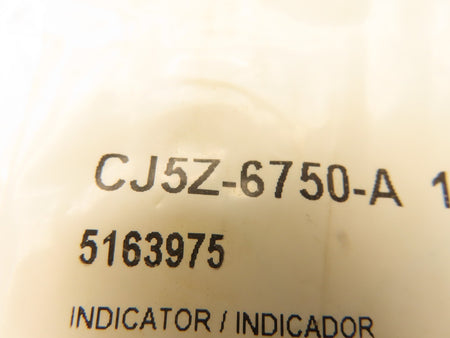 CJ5Z-6750-A 1
5163975
INDICATOR / INDICADOR